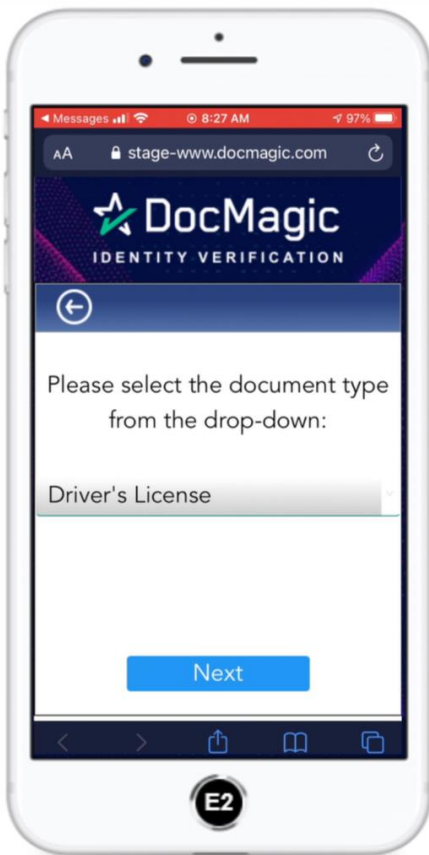 Messages 8:27 AM 97%
AA stage-www.docmagic.com
DocMagic
IDENTITY VERIFICATION
Please select the document type
from the drop-down:
Driver's License
Next
E2